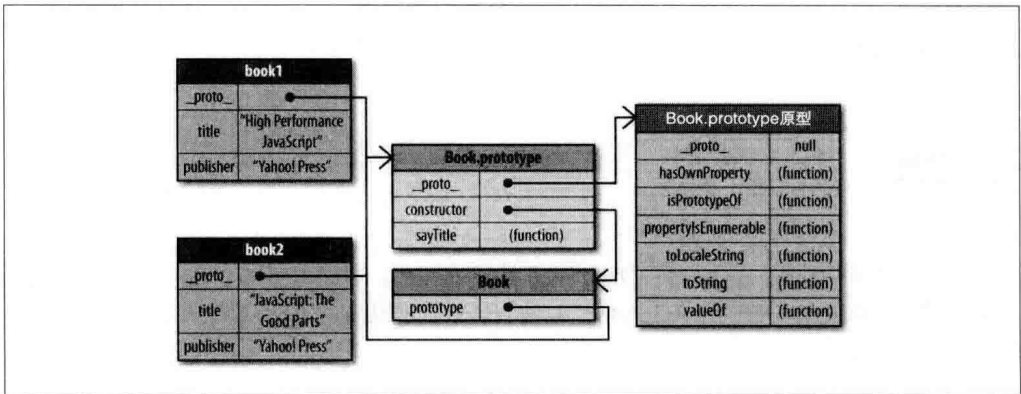 book1
_proto_
title "High Performance
JavaScript"
publisher "Yahoo! Press"
book2
_proto_
title "JavaScript: The
Good Parts"
publisher "Yahoo! Press"
Book.prototype
_proto_
constructor
sayTitle (function)
Book
prototype
Book.prototype原型
_proto_ null
hasOwnProperty (function)
isPrototypeOf (function)
propertyIsEnumerable (function)
toLocaleString (function)
toString (function)
valueOf (function)